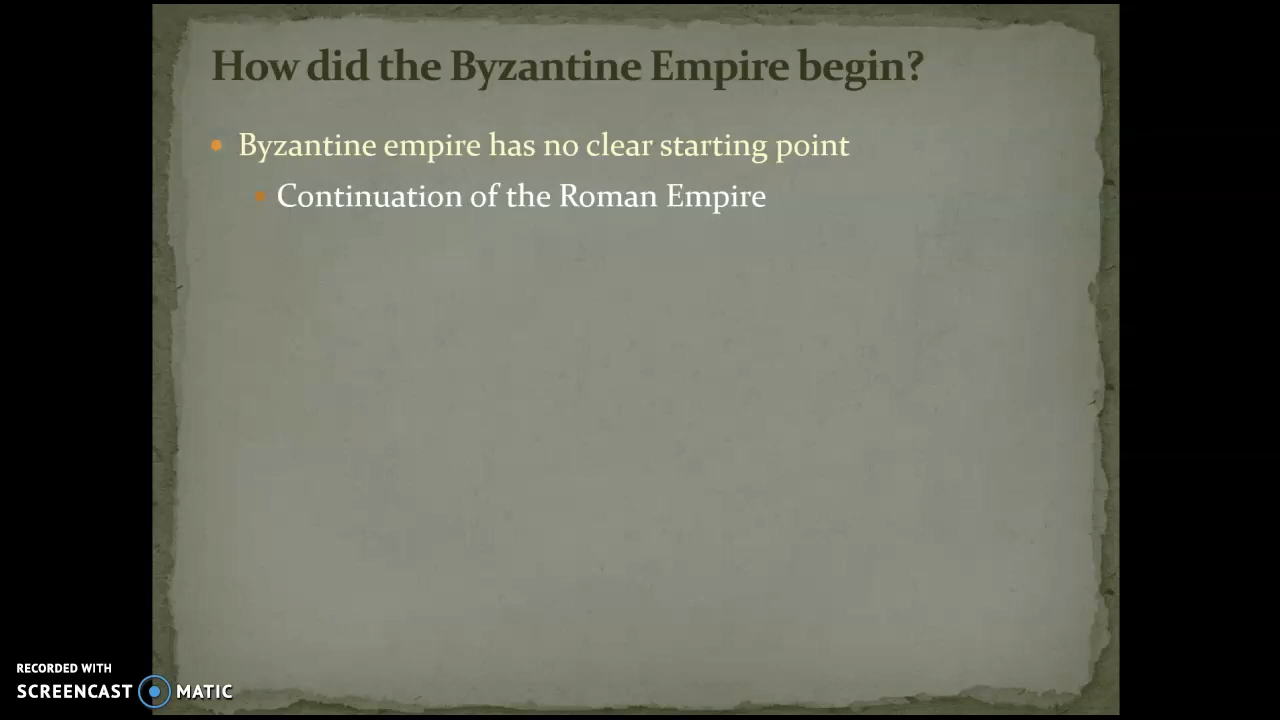 How did the Byzantine Empire begin?
Byzantine empire has no clear starting point
Continuation of the Roman Empire
RECORDED WITH
SCREENCAST MATIC